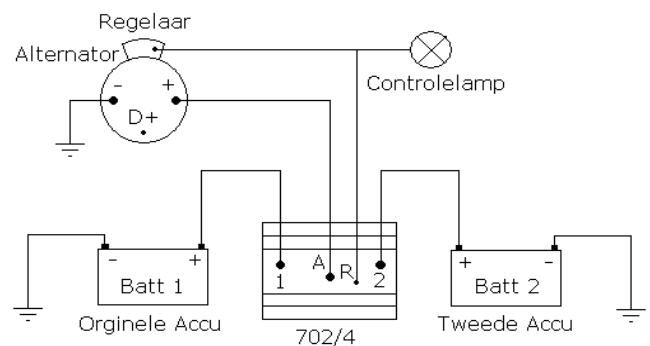 Regelaar
Alternator
Controlelamp
- +
D+
1 A R 2
- +
Batt 1
+ -
Batt 2
Orginele Accu
702/4
Tweede Accu